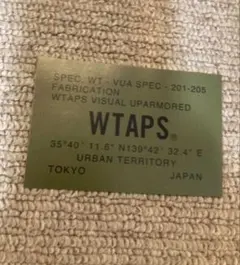 SPEC. WT - VUA SPEC - 201-205
FABRICATION
WTAPS VISUAL UPARMORED
WTAPS®
35°40' 11.8" N139°42' 32.4" E
URBAN TERRITORY
TOKYO JAPAN